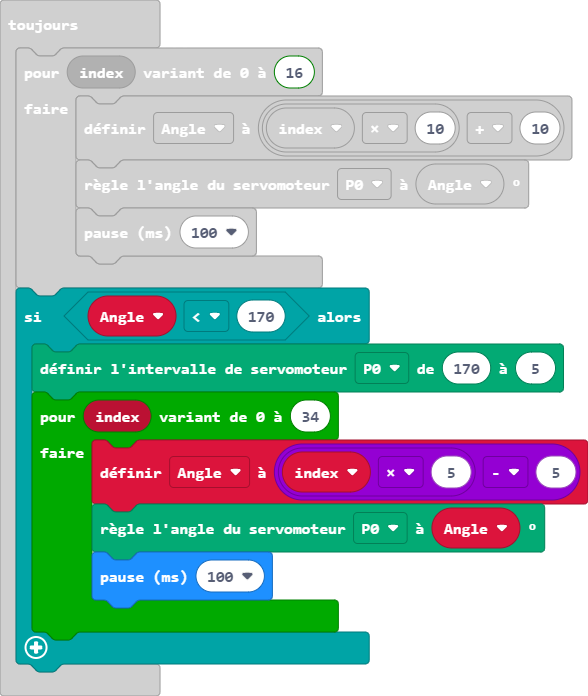 toujours
pour index variant de 0 à 16
faire
définir Angle à index × 10 + 10
règle l'angle du servomoteur P0 à Angle °
pause (ms) 100
si Angle < 170 alors
définir l'intervalle de servomoteur P0 de 170 à 5
pour index variant de 0 à 34
faire
définir Angle à index × 5 - 5
règle l'angle du servomoteur P0 à Angle °
pause (ms) 100